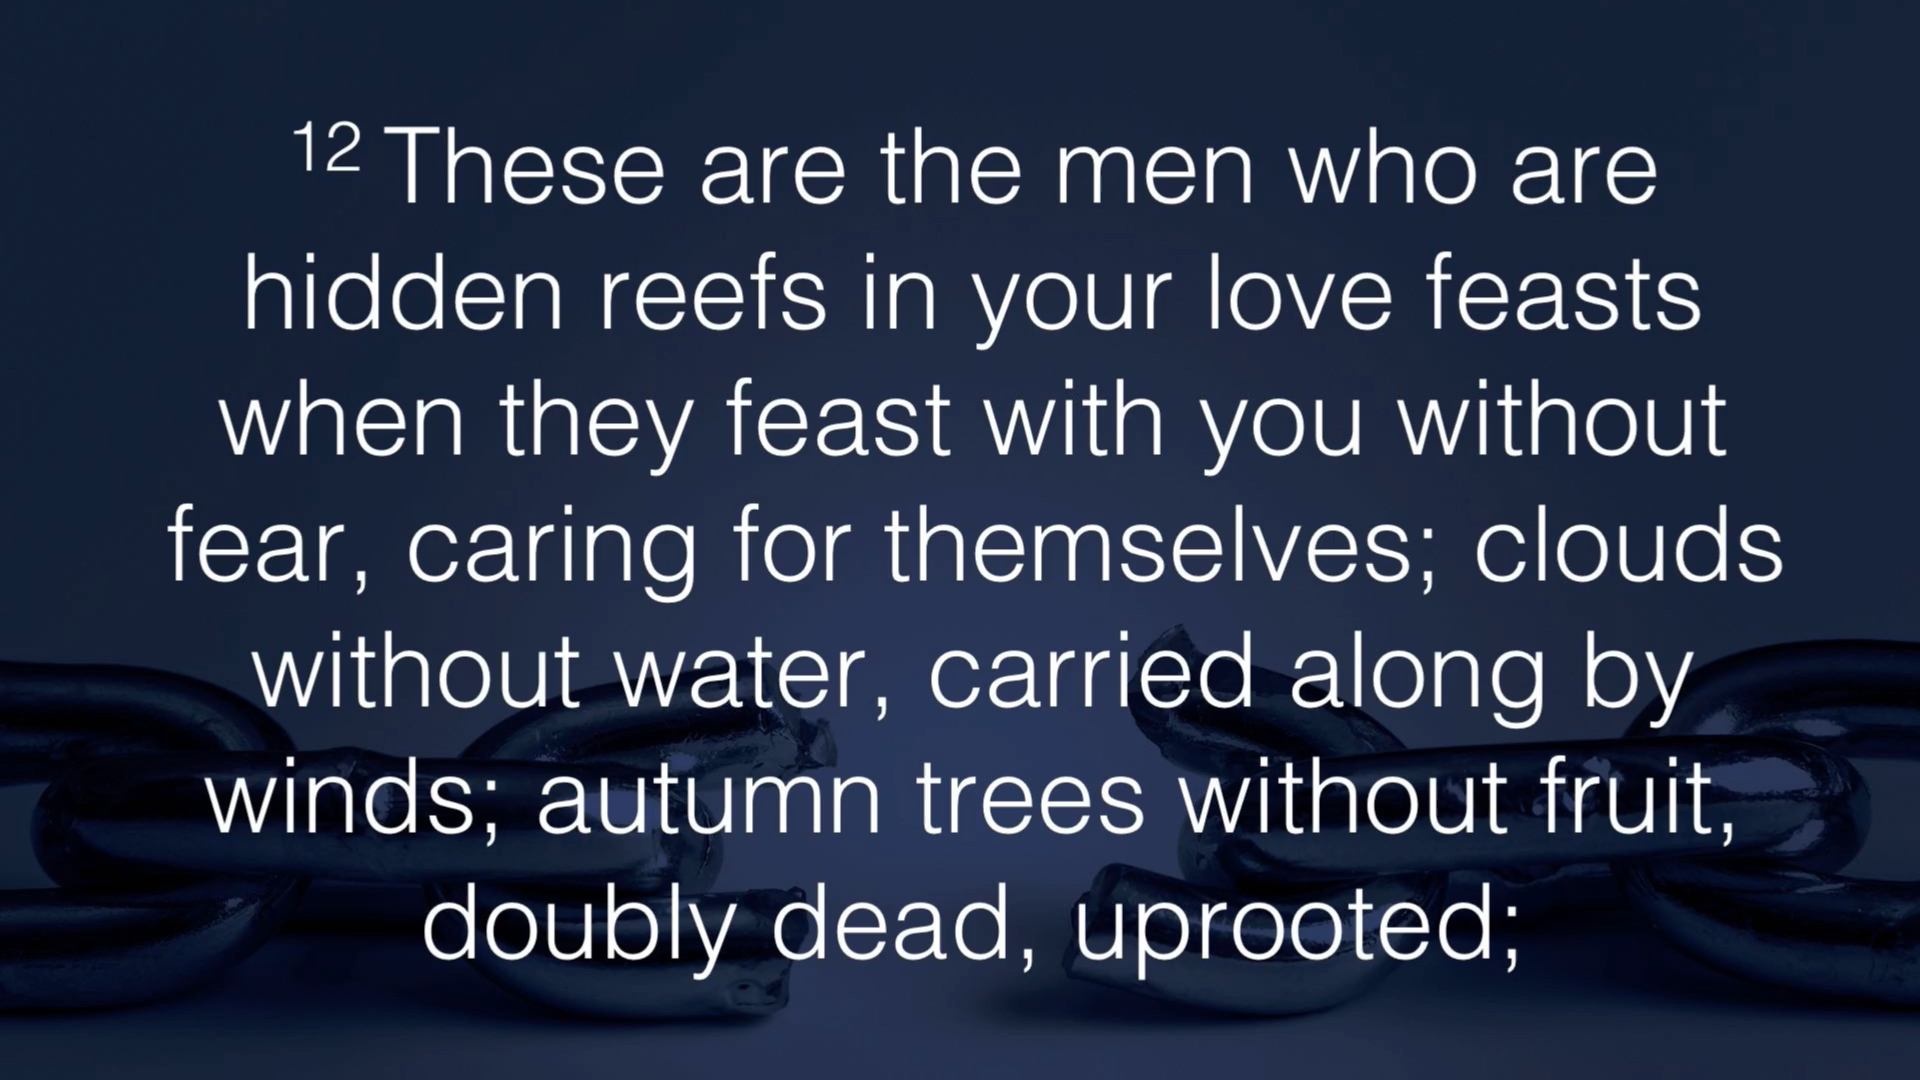 12 These are the men who are
hidden reefs in your love feasts
when they feast with you without
fear, caring for themselves; clouds
without water, carried along by
winds; autumn trees without fruit,
doubly dead, uprooted;